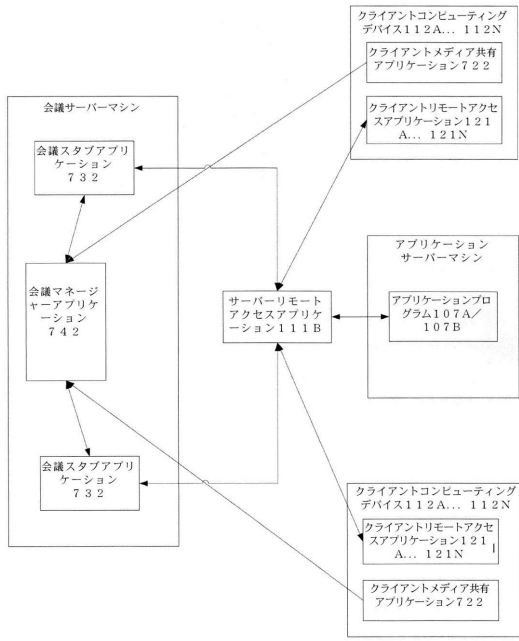 クライアントコンピューティング
デバイス112A... 112N
クライアントメディア共有
アプリケーション722
クライアントリモートアクセ
スアプリケーション121
A... 121N
会議サーバーマシン
会議スタブアプリ
ケーション
732
会議マネージ
ャーアプリケ
ーション
742
会議スタブアプリ
ケーション
732
サーバーリモート
アクセスアプリケ
ーション111B
アプリケーション
サーバーマシン
アプリケーションプロ
グラム107A/
107B
クライアントコンピューティング
デバイス112A... 112N
クライアントリモートアクセ
スアプリケーション121
A... 121N
クライアントメディア共有
アプリケーション722